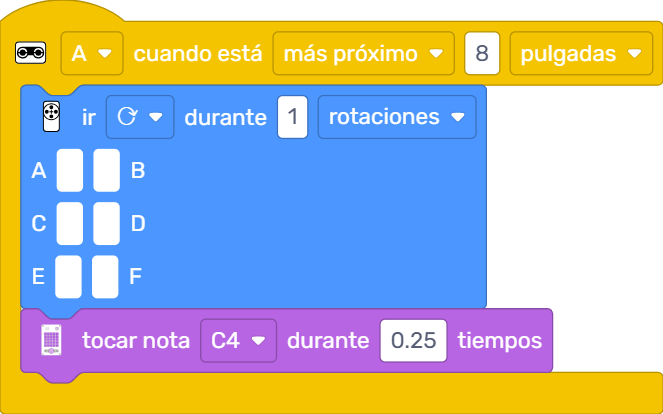 A cuando está más próximo 8 pulgadas
ir durante 1 rotaciones
A B
C D
E F
tocar nota C4 durante 0.25 tiempos